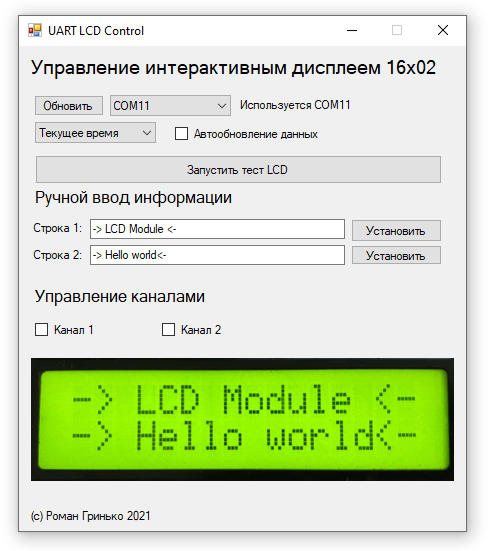 UART LCD Control
Управление интерактивным дисплеем 16x02
Обновить COM11 Используется COM11
Текущее время Автообновление данных
Запустить тест LCD
Ручной ввод информации
Строка 1: -> LCD Module <- Установить
Строка 2: -> Hello world<- Установить
Управление каналами
Канал 1 Канал 2
-> LCD Module <-
-> Hello world<-
(c) Роман Гринько 2021